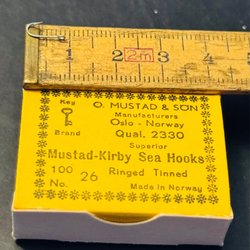 1 2 2m 3 4
Key
O. MUSTAD & SON
Manufacturers
Oslo - Norway
Brand
Qual. 2330
Superior
Mustad-Kirby Sea Hooks
100 Ringed Tinned
No. 26
Made in Norway